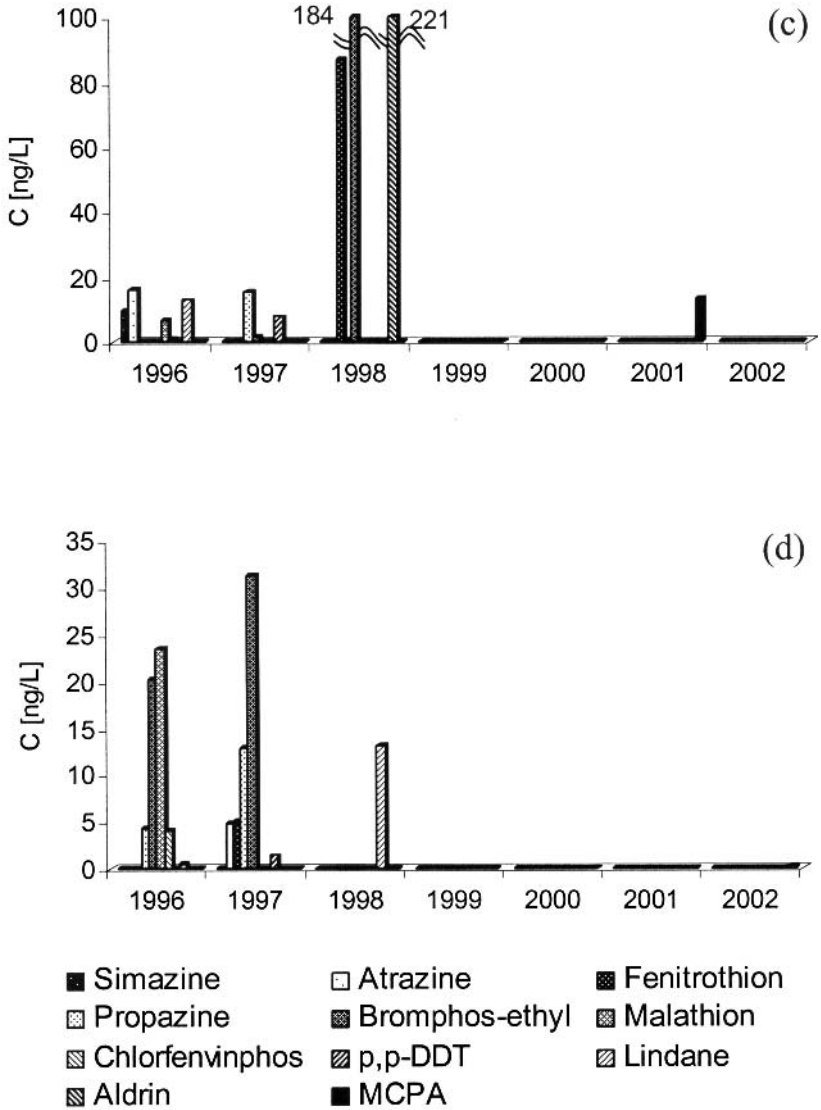 184 221 (c)
100
80
60
40
20
0
C [ng/L]
1996 1997 1998 1999 2000 2001 2002
(d)
35
30
25
20
15
10
5
0
C [ng/L]
1996 1997 1998 1999 2000 2001 2002
Simazine Atrazine Fenitrothion
Propazine Bromphos-ethyl Malathion
Chlorfenvinphos p,p-DDT Lindane
Aldrin MCPA